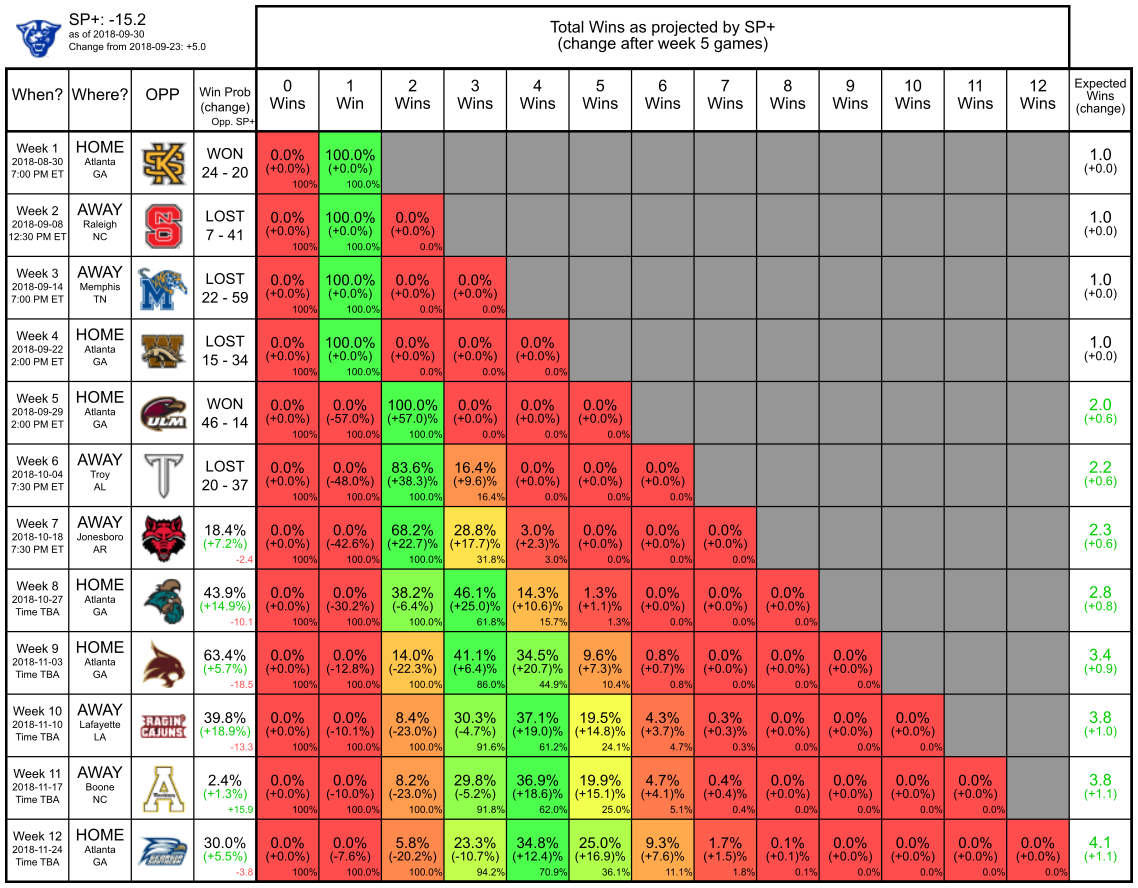 SP+: -15.2
as of 2018-09-30
Change from 2018-09-23: +5.0
Total Wins as projected by SP+
(change after week 5 games)
When? Where? OPP Win Prob (change) Opp. SP+ 0 Wins 1 Win 2 Wins 3 Wins 4 Wins 5 Wins 6 Wins 7 Wins 8 Wins 9 Wins 10 Wins 11 Wins 12 Wins Expected Wins (change)
Week 1 HOME WON 0.0% 100.0% 1.0
2018-08-30 Atlanta KS (+0.0%) (+0.0%) (+0.0)
7:00 PM ET GA 24 - 20 100% 100.0%
Week 2 AWAY LOST 0.0% 100.0% 0.0% 1.0
2018-09-08 Raleigh NCS (+0.0%) (+0.0%) (+0.0%) (+0.0)
12:30 PM ET NC 7 - 41 100% 100.0% 0.0%
Week 3 AWAY LOST 0.0% 100.0% 0.0% 0.0% 1.0
2018-09-14 Memphis M (+0.0%) (+0.0%) (+0.0%) (+0.0%) (+0.0)
7:00 PM ET TN 22 - 59 100% 100.0% 0.0% 0.0%
Week 4 HOME LOST 0.0% 100.0% 0.0% 0.0% 0.0% 1.0
2018-09-22 Atlanta W (+0.0%) (+0.0%) (+0.0%) (+0.0%) (+0.0%) (+0.0)
2:00 PM ET GA 15 - 34 100% 100.0% 0.0% 0.0% 0.0%
Week 5 HOME WON 0.0% 0.0% 100.0% 0.0% 0.0% 0.0% 2.0
2018-09-29 Atlanta ULM (+0.0%) (-57.0%) (+57.0)% (+0.0%) (+0.0%) (+0.0%) (+0.6)
2:00 PM ET GA 46 - 14 100% 100.0% 100.0% 0.0% 0.0% 0.0%
Week 6 AWAY LOST 0.0% 0.0% 83.6% 16.4% 0.0% 0.0% 0.0% 2.2
2018-10-04 Troy T (+0.0%) (-48.0%) (+38.3)% (+9.6)% (+0.0%) (+0.0%) (+0.0%) (+0.6)
7:30 PM ET AL 20 - 37 100% 100.0% 100.0% 16.4% 0.0% 0.0% 0.0%
Week 7 AWAY 18.4% 0.0% 0.0% 68.2% 28.8% 3.0% 0.0% 0.0% 0.0% 2.3
2018-10-18 Jonesboro (+7.2%) (+0.0%) (-42.6%) (+22.7)% (+17.7)% (+2.3)% (+0.0%) (+0.0%) (+0.0%) (+0.6)
7:30 PM ET AR -2.4 100% 100.0% 100.0% 31.8% 3.0% 0.0% 0.0% 0.0%
Week 8 HOME 43.9% 0.0% 0.0% 38.2% 46.1% 14.3% 1.3% 0.0% 0.0% 0.0% 2.8
2018-10-27 Atlanta (+14.9%) (+0.0%) (-30.2%) (-6.4%) (+25.0)% (+10.6)% (+1.1)% (+0.0%) (+0.0%) (+0.0%) (+0.8)
Time TBA GA -10.1 100% 100.0% 100.0% 61.8% 15.7% 1.3% 0.0% 0.0% 0.0%
Week 9 HOME 63.4% 0.0% 0.0% 14.0% 41.1% 34.5% 9.6% 0.8% 0.0% 0.0% 0.0% 3.4
2018-11-03 Atlanta (+5.7%) (+0.0%) (-12.8%) (-22.3%) (+6.4)% (+20.7)% (+7.3)% (+0.7)% (+0.0%) (+0.0%) (+0.0%) (+0.9)
Time TBA GA -18.5 100% 100.0% 100.0% 86.0% 44.9% 10.4% 0.8% 0.0% 0.0% 0.0%
Week 10 AWAY RAGIN' 39.8% 0.0% 0.0% 8.4% 30.3% 37.1% 19.5% 4.3% 0.3% 0.0% 0.0% 0.0% 3.8
2018-11-10 Lafayette CAJUNS (+18.9%) (+0.0%) (-10.1%) (-23.0%) (-4.7%) (+19.0)% (+14.8)% (+3.7)% (+0.3)% (+0.0%) (+0.0%) (+0.0%) (+1.0)
Time TBA LA -13.3 100% 100.0% 100.0% 91.6% 61.2% 24.1% 4.7% 0.3% 0.0% 0.0% 0.0%
Week 11 AWAY 2.4% 0.0% 0.0% 8.2% 29.8% 36.9% 19.9% 4.7% 0.4% 0.0% 0.0% 0.0% 0.0% 3.8
2018-11-17 Boone A (+1.3%) (+0.0%) (-10.0%) (-23.0%) (-5.2%) (+18.6)% (+15.1)% (+4.1)% (+0.4)% (+0.0%) (+0.0%) (+0.0%) (+0.0%) (+1.1)
Time TBA NC +15.9 100% 100.0% 100.0% 91.8% 62.0% 25.0% 5.1% 0.4% 0.0% 0.0% 0.0% 0.0%
Week 12 HOME 30.0% 0.0% 0.0% 5.8% 23.3% 34.8% 25.0% 9.3% 1.7% 0.1% 0.0% 0.0% 0.0% 0.0% 4.1
2018-11-24 Atlanta (+5.5%) (+0.0%) (-7.6%) (-20.2%) (-10.7%) (+12.4)% (+16.9)% (+7.6)% (+1.5)% (+0.1)% (+0.0%) (+0.0%) (+0.0%) (+0.0%) (+1.1)
Time TBA GA -3.8 100% 100.0% 100.0% 94.2% 70.9% 36.1% 11.1% 1.8% 0.1% 0.0% 0.0% 0.0% 0.0%